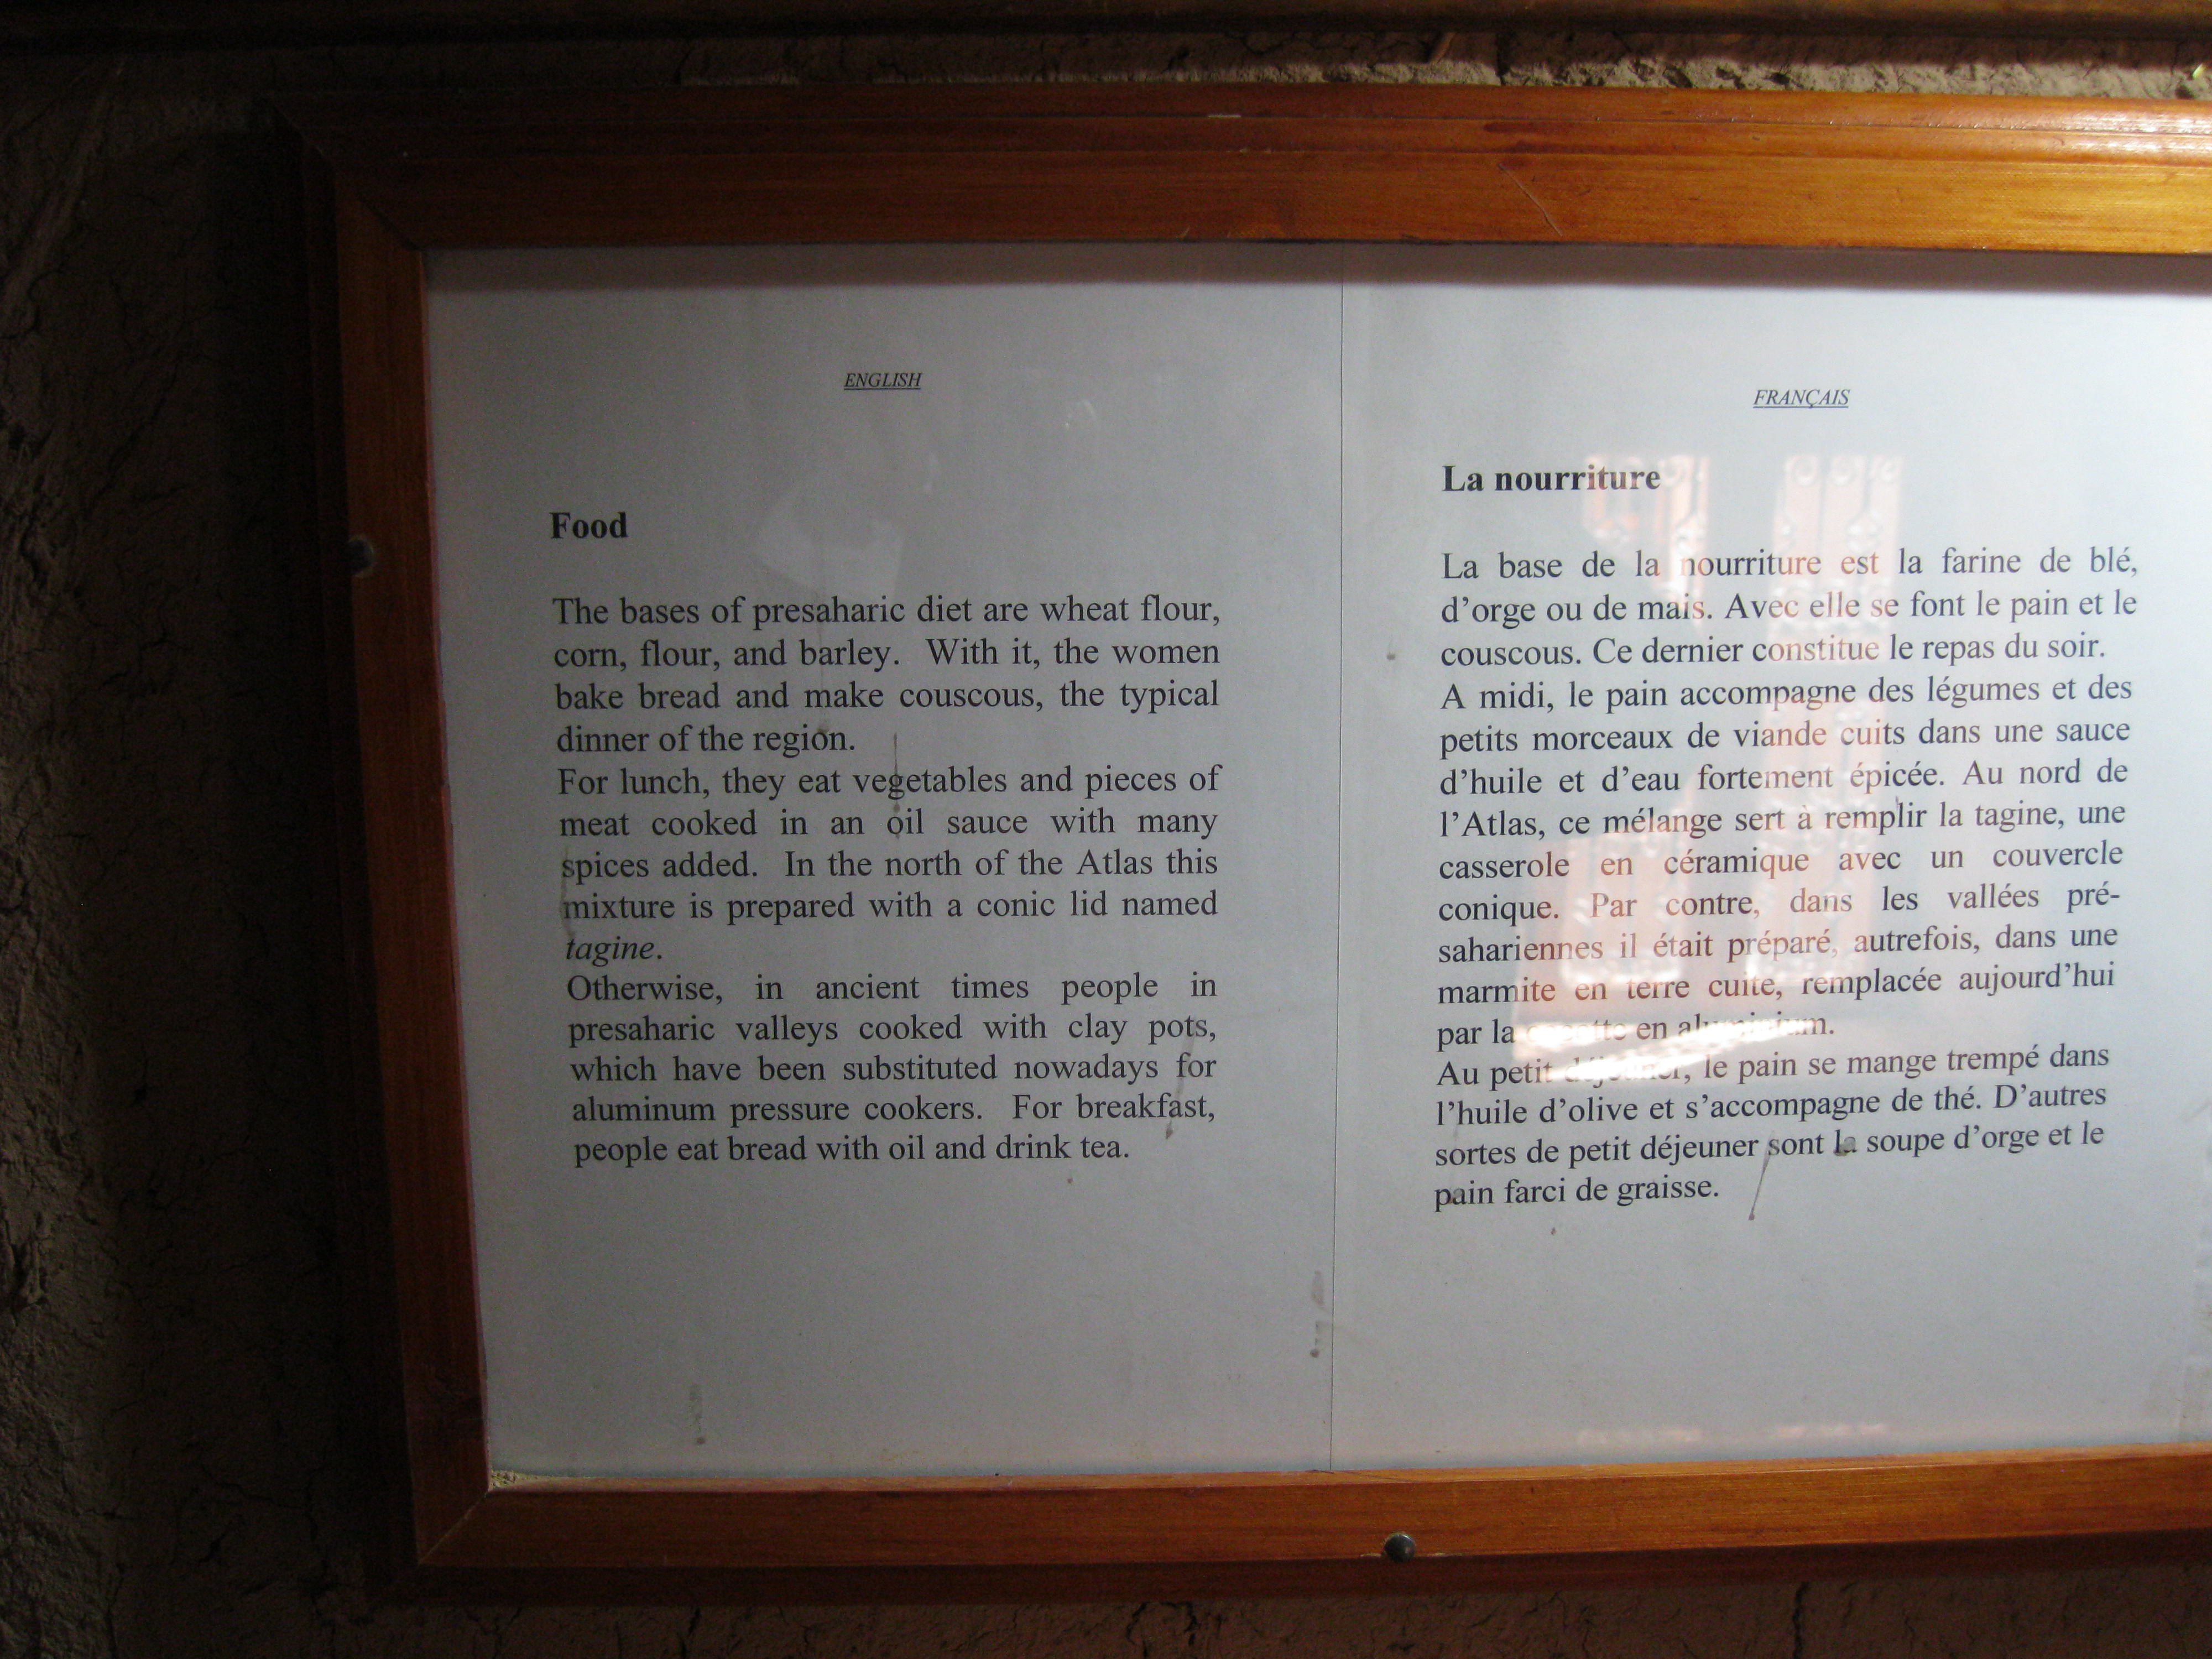 ENGLISH
Food
The bases of presaharic diet are wheat flour,
corn, flour, and barley. With it, the women
bake bread and make couscous, the typical
dinner of the region.
For lunch, they eat vegetables and pieces of
meat cooked in an oil sauce with many
spices added. In the north of the Atlas this
mixture is prepared with a conic lid named
tagine.
Otherwise, in ancient times people in
presaharic valleys cooked with clay pots,
which have been substituted nowadays for
aluminum pressure cookers. For breakfast,
people eat bread with oil and drink tea.
FRANÇAIS
La nourriture
La base de la nourriture est la farine de blé,
d'orge ou de mais. Avec elle se font le pain et le
couscous. Ce dernier constitue le repas du soir.
A midi, le pain accompagne des légumes et des
petits morceaux de viande cuits dans une sauce
d'huile et d'eau fortement épicée. Au nord de
l'Atlas, ce mélange sert à remplir la tagine, une
casserole en céramique avec un couvercle
conique. Par contre, dans les vallées pré-
sahariennes il était préparé, autrefois, dans une
marmite en terre cuite, remplacée aujourd'hui
par la en aluminium.
Au petit déjeuner, le pain se mange trempé dans
l'huile d'olive et s'accompagne de thé. D'autres
sortes de petit déjeuner sont la soupe d'orge et le
pain farci de graisse.